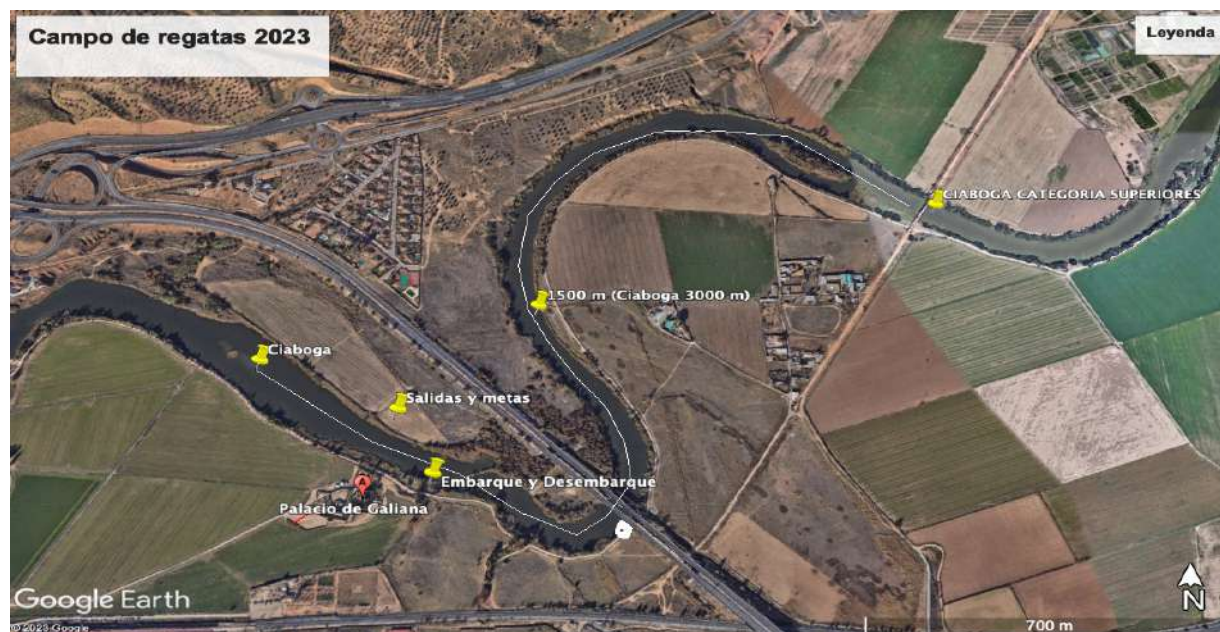 Campo de regatas 2023
Leyenda
CIABOGA CATEGORIA SUPERIORES
1500 m (Ciaboga 3000 m)
Ciaboga
Salidas y metas
Embarque y Desembarque
A
Palacio de Galiana
Google Earth
N
© 2023 Google
700 m